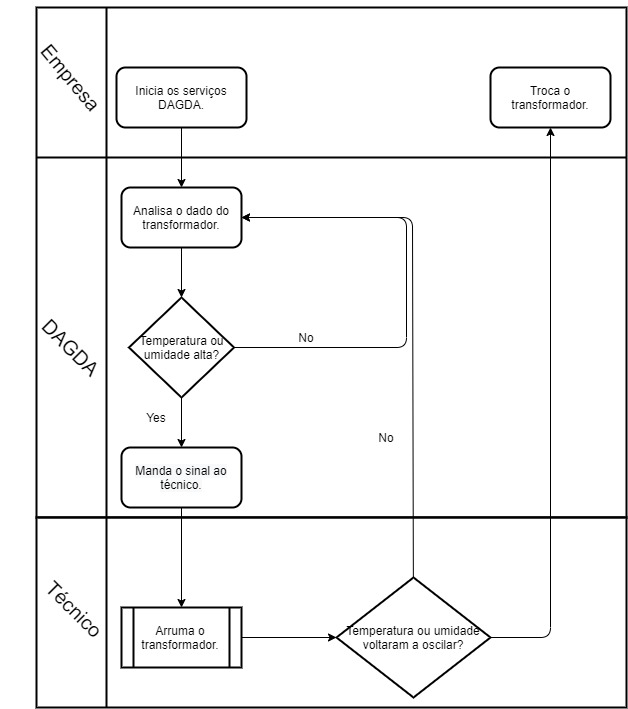 Empresa
Inicia os serviços
DAGDA.
Troca o
transformador.
DAGDA
Analisa o dado do
transformador.
Temperatura ou
umidade alta?
No
Yes
No
Manda o sinal ao
técnico.
Técnico
Arruma o
transformador.
Temperatura ou umidade
voltaram a oscilar?